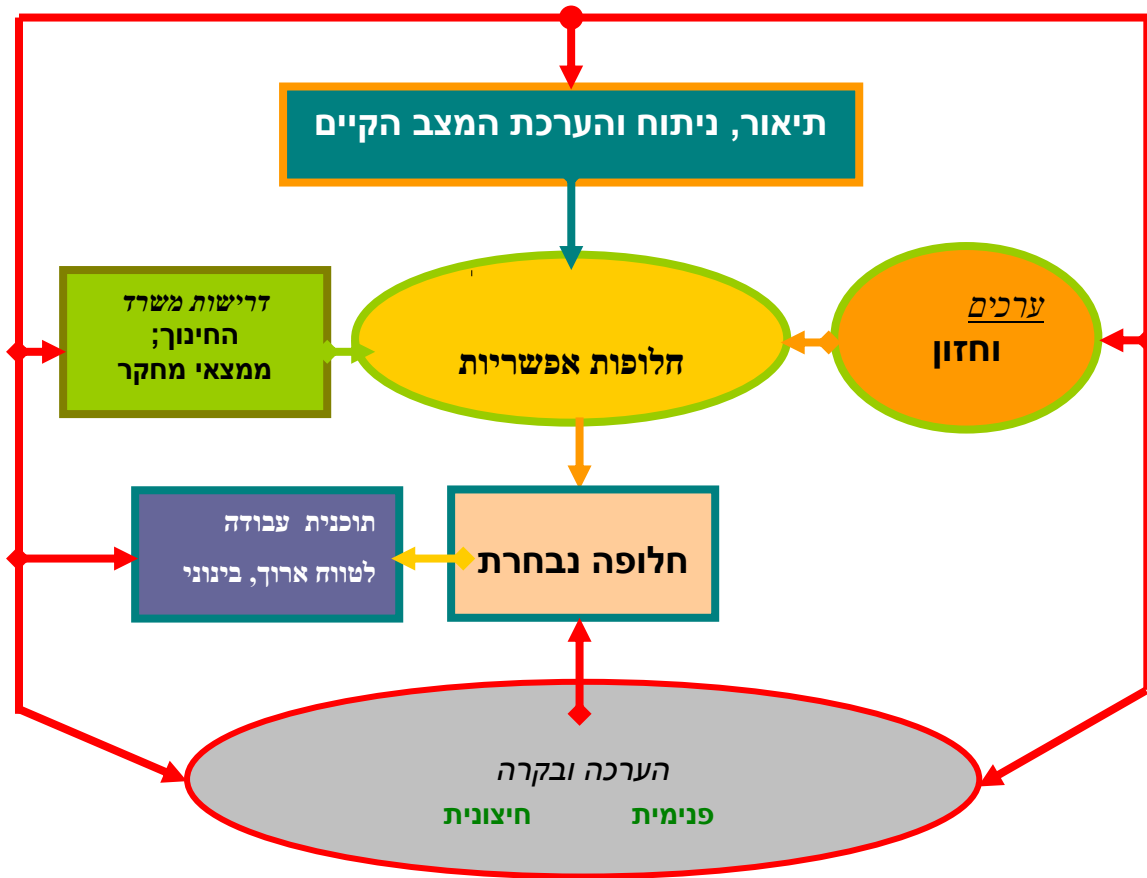 תיאור, ניתוח והערכת המצב הקיים
ערכים
וחזון
חלופות אפשריות
דרישות משרד
החינוך;
ממצאי מחקר
חלופה נבחרת
תוכנית עבודה
לטווח ארוך, בינוני
הערכה ובקרה
פנימית חיצונית